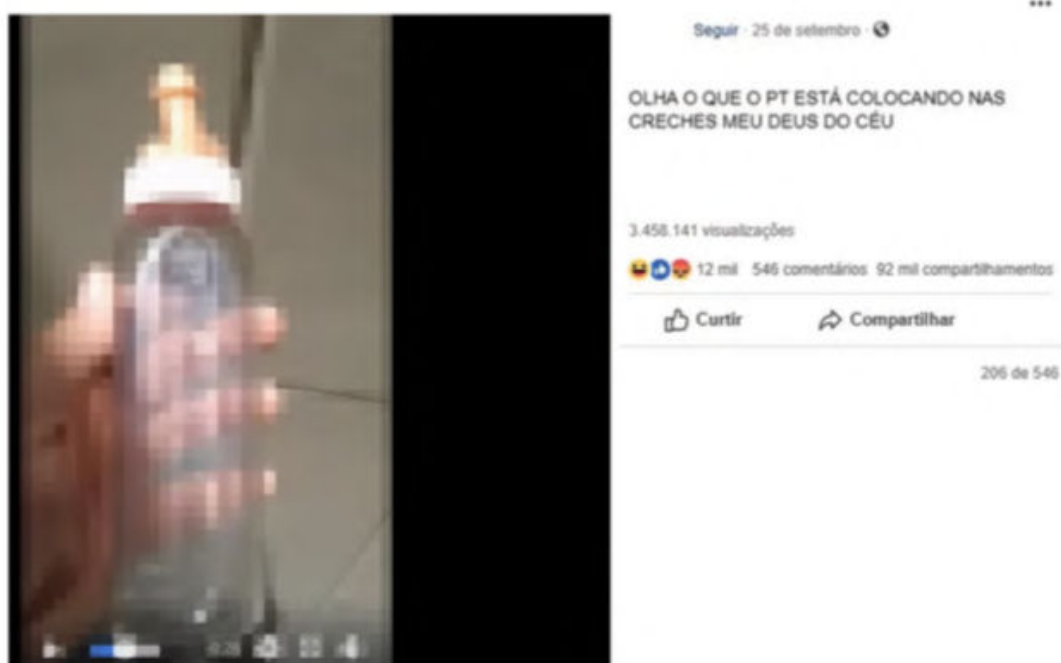 Seguir · 25 de setembro ·
OLHA O QUE O PT ESTÁ COLOCANDO NAS
CRECHES MEU DEUS DO CÉU
3.458.141 visualizações
12 mil 546 comentários 92 mil compartilhamentos
Curtir Compartilhar
206 de 546